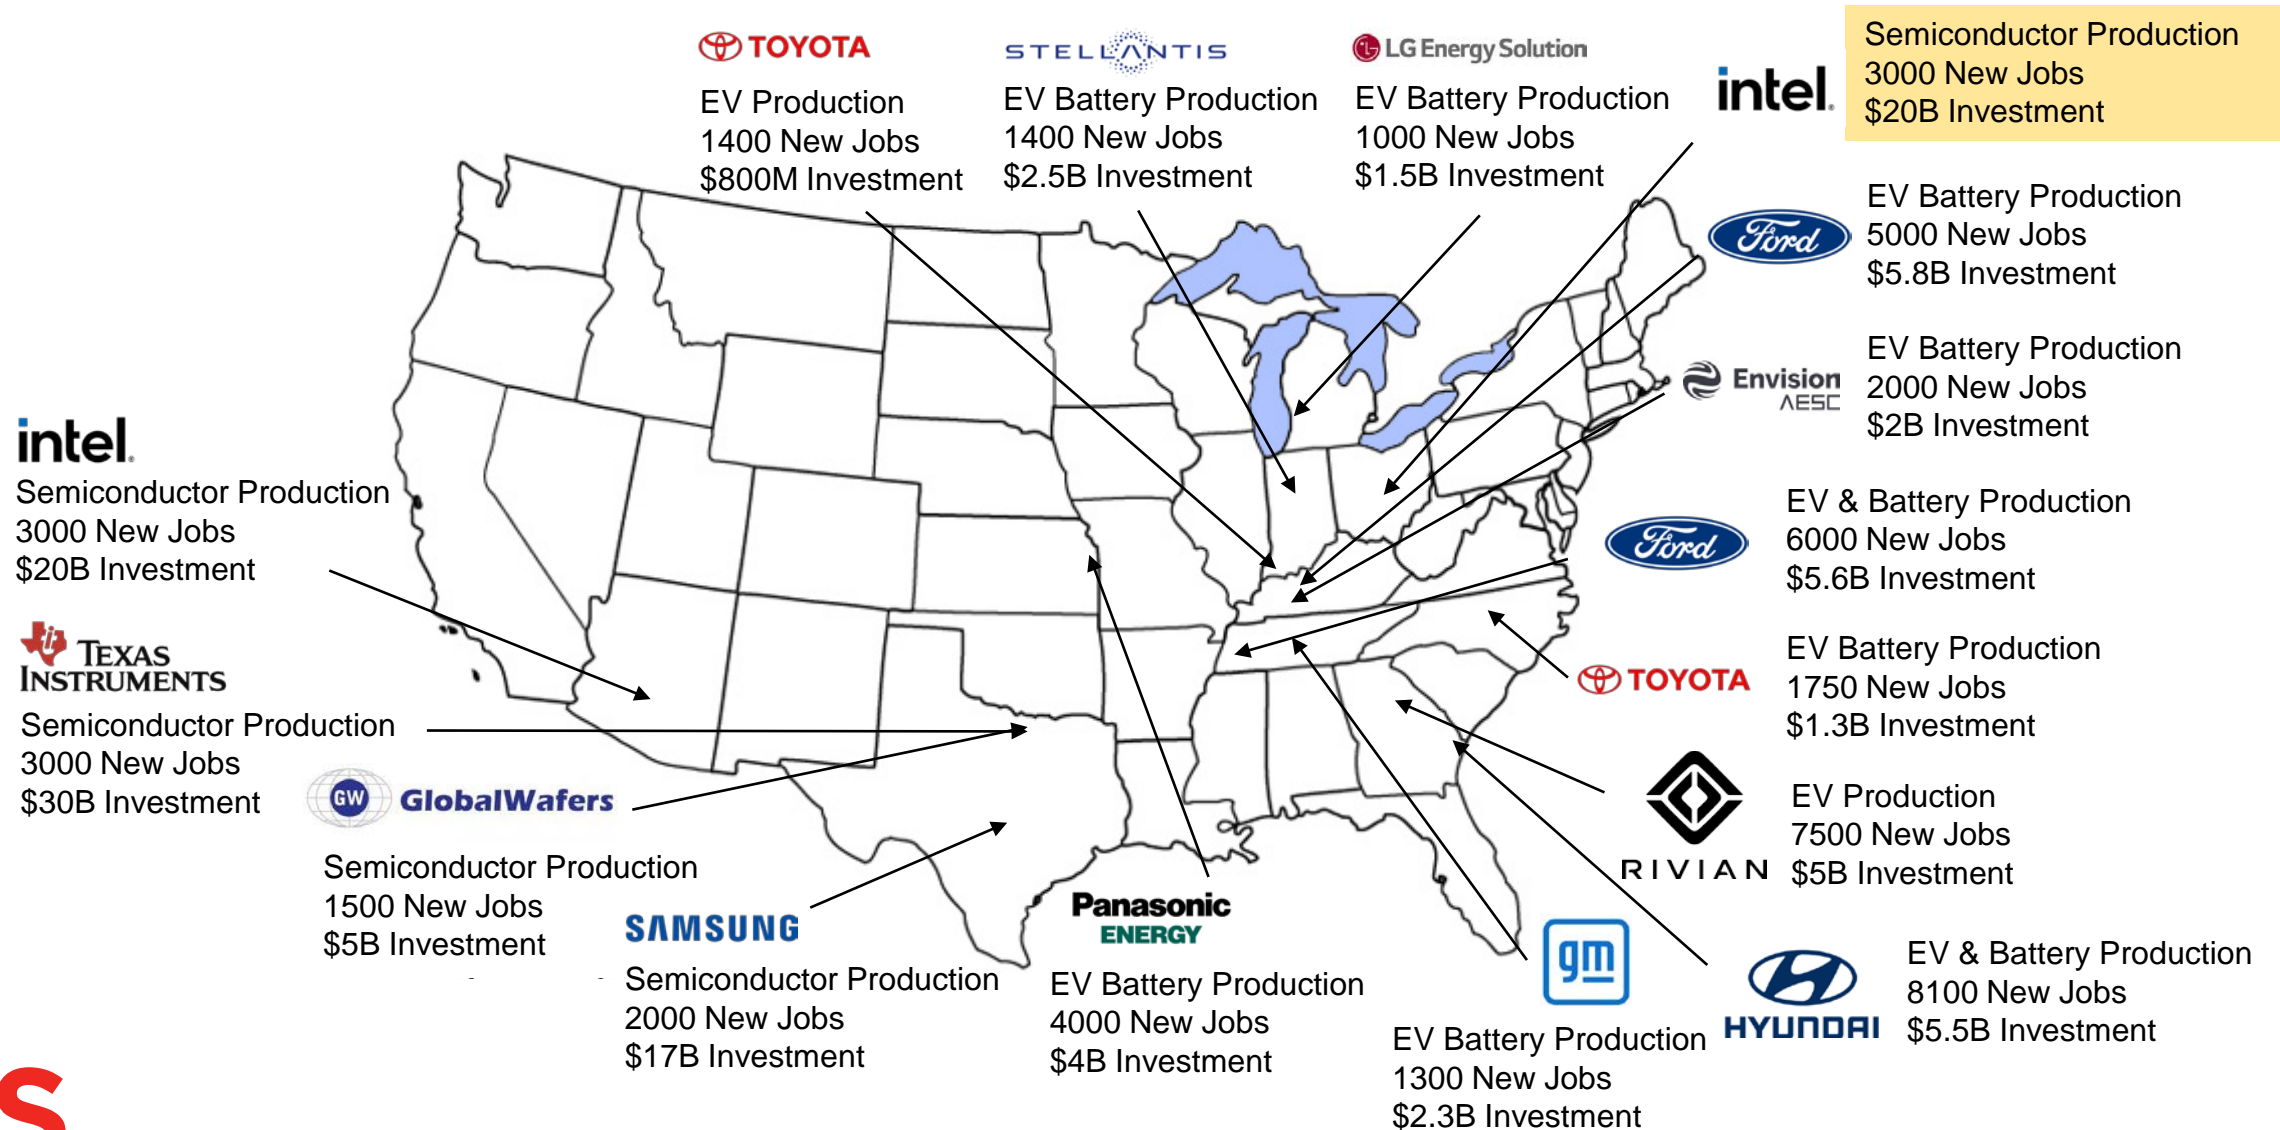 TOYOTA
EV Production
1400 New Jobs
$800M Investment
STELLANTIS
EV Battery Production
1400 New Jobs
$2.5B Investment
LG Energy Solution
EV Battery Production
1000 New Jobs
$1.5B Investment
intel.
Semiconductor Production
3000 New Jobs
$20B Investment
Ford
EV Battery Production
5000 New Jobs
$5.8B Investment
Envision
AESC
EV Battery Production
2000 New Jobs
$2B Investment
Ford
EV & Battery Production
6000 New Jobs
$5.6B Investment
TOYOTA
EV Battery Production
1750 New Jobs
$1.3B Investment
RIVIAN
EV Production
7500 New Jobs
$5B Investment
HYUNDAI
EV & Battery Production
8100 New Jobs
$5.5B Investment
gm
EV Battery Production
1300 New Jobs
$2.3B Investment
Panasonic
ENERGY
EV Battery Production
4000 New Jobs
$4B Investment
SAMSUNG
Semiconductor Production
2000 New Jobs
$17B Investment
GW GlobalWafers
Semiconductor Production
1500 New Jobs
$5B Investment
TEXAS
INSTRUMENTS
Semiconductor Production
3000 New Jobs
$30B Investment
intel.
Semiconductor Production
3000 New Jobs
$20B Investment
S